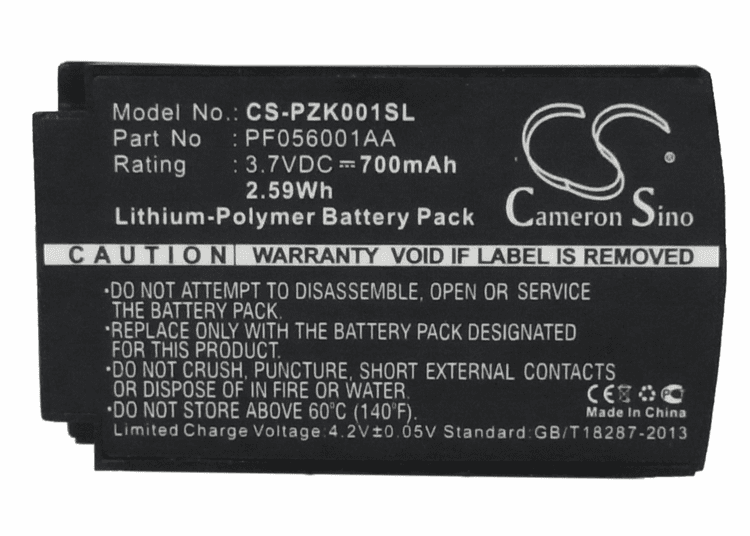 Model No.: CS-PZK001SL
Part No : PF056001AA
Rating : 3.7VDC⎓700mAh
2.59Wh
Lithium-Polymer Battery Pack
Cameron Sino
CAUTION WARRANTY VOID IF LABEL IS REMOVED
·DO NOT ATTEMPT TO DISASSEMBLE, OPEN OR SERVICE
THE BATTERY PACK.
·REPLACE ONLY WITH THE BATTERY PACK DESIGNATED
FOR THIS PRODUCT.
·DO NOT CRUSH, PUNCTURE, SHORT EXTERNAL CONTACTS
OR DISPOSE OF IN FIRE OR WATER.
·DO NOT STORE ABOVE 60°C (140°F).
CE PG
Made In China
Limited Charge Voltage:4.2V±0.05V Standard:GB/T18287-2013